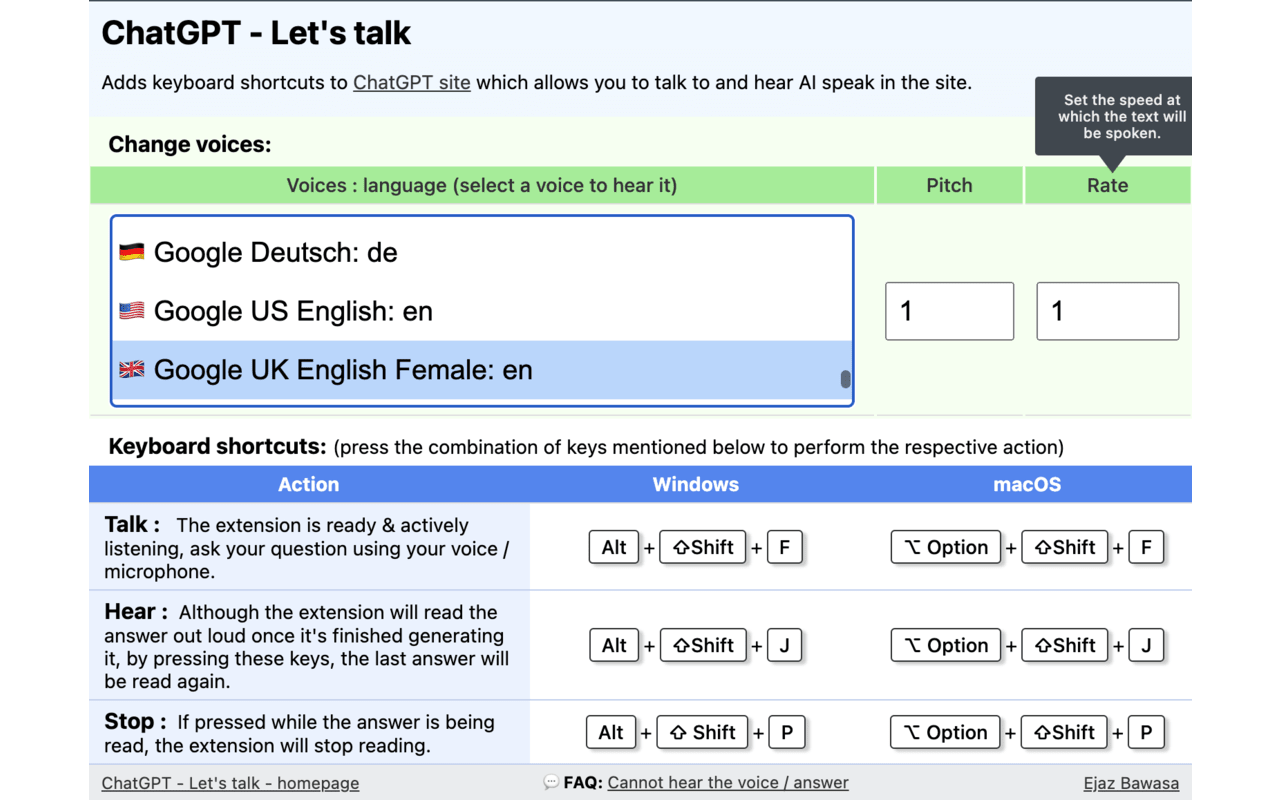 ChatGPT - Let's talk
Adds keyboard shortcuts to ChatGPT site which allows you to talk to and hear AI speak in the site.
Set the speed at
which the text will
be spoken.
Change voices:
Voices : language (select a voice to hear it) Pitch Rate
🇩🇪 Google Deutsch: de
🇺🇸 Google US English: en
🇬🇧 Google UK English Female: en
1 1
Keyboard shortcuts: (press the combination of keys mentioned below to perform the respective action)
Action Windows macOS
Talk : The extension is ready & actively
listening, ask your question using your voice /
microphone.
Alt + ⇧Shift + F ⌥ Option + ⇧Shift + F
Hear : Although the extension will read the
answer out loud once it's finished generating
it, by pressing these keys, the last answer will
be read again.
Alt + ⇧Shift + J ⌥ Option + ⇧Shift + J
Stop : If pressed while the answer is being
read, the extension will stop reading.
Alt + ⇧ Shift + P ⌥ Option + ⇧Shift + P
ChatGPT - Let's talk - homepage 💬 FAQ: Cannot hear the voice / answer Ejaz Bawasa